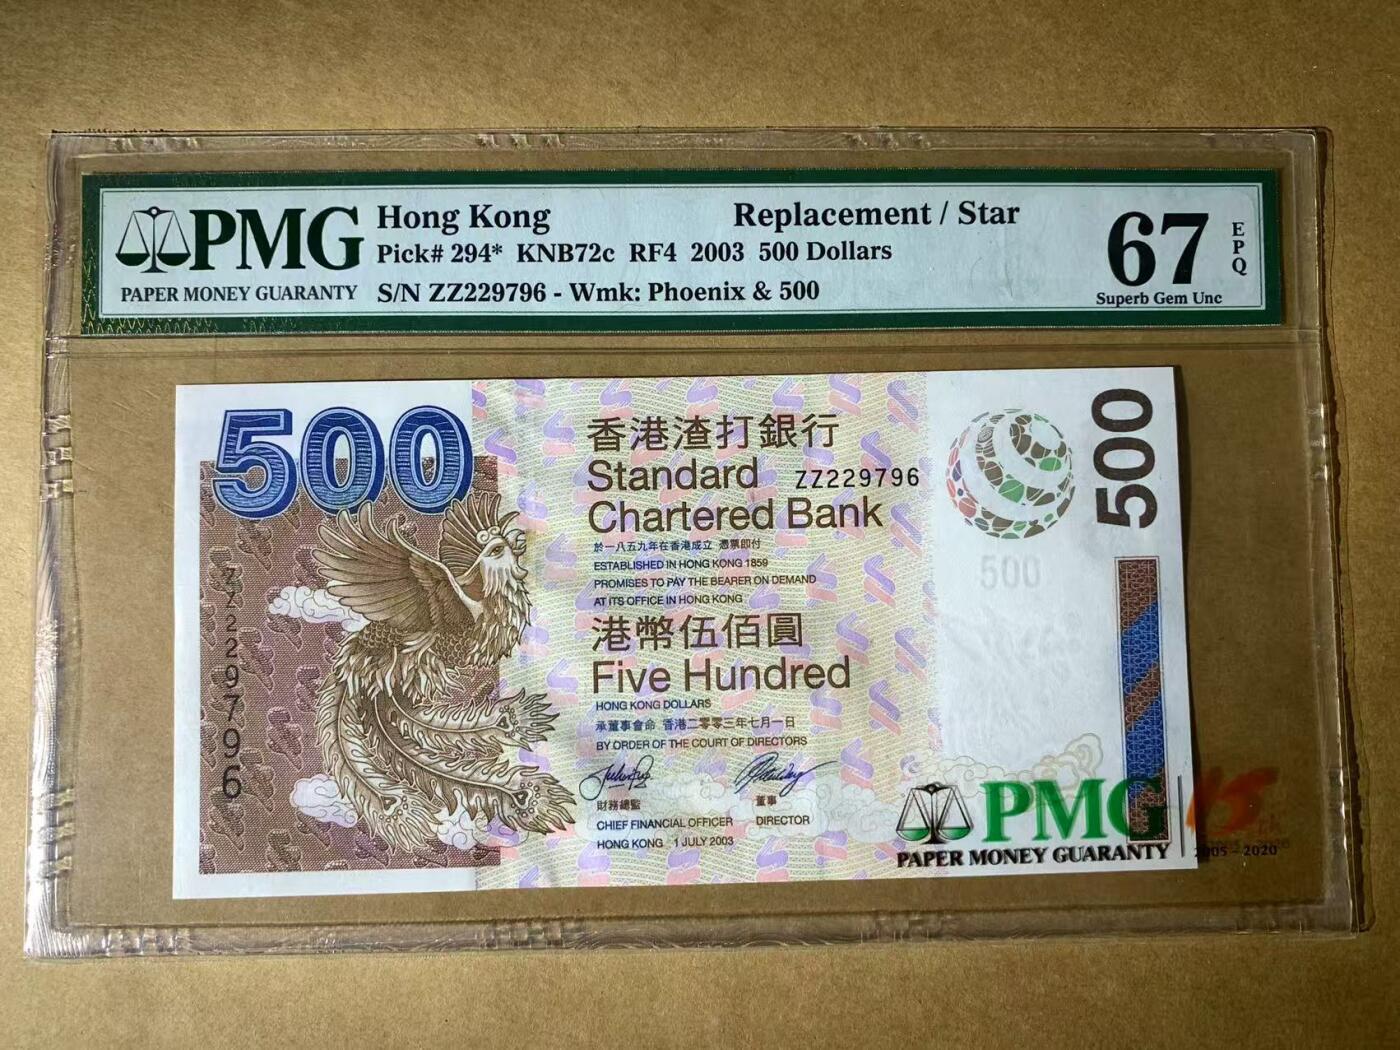 PMG
PAPER MONEY GUARANTY
Hong Kong
Replacement / Star
Pick# 294* KNB72c RF4 2003 500 Dollars
S/N ZZ229796 - Wmk: Phoenix & 500
67
EPQ
Superb Gem Unc
500
香港渣打銀行
Standard ZZ229796
Chartered Bank
於一八五九年在香港成立 憑票即付
ESTABLISHED IN HONG KONG 1859
PROMISES TO PAY THE BEARER ON DEMAND
AT ITS OFFICE IN HONG KONG
港幣伍佰圓
Five Hundred
HONG KONG DOLLARS
承董事會命 香港二零零三年七月一日
BY ORDER OF THE COURT OF DIRECTORS
財務總監
CHIEF FINANCIAL OFFICER
董事
DIRECTOR
HONG KONG 1 JULY 2003
ZZ229796
500
500
PMG
PAPER MONEY GUARANTY
15
2005 - 2020